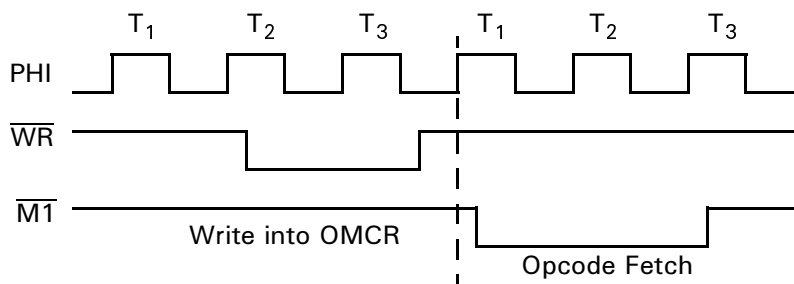 T1 T2 T3 T1 T2 T3
PHI
WR
M1
Write into OMCR
Opcode Fetch